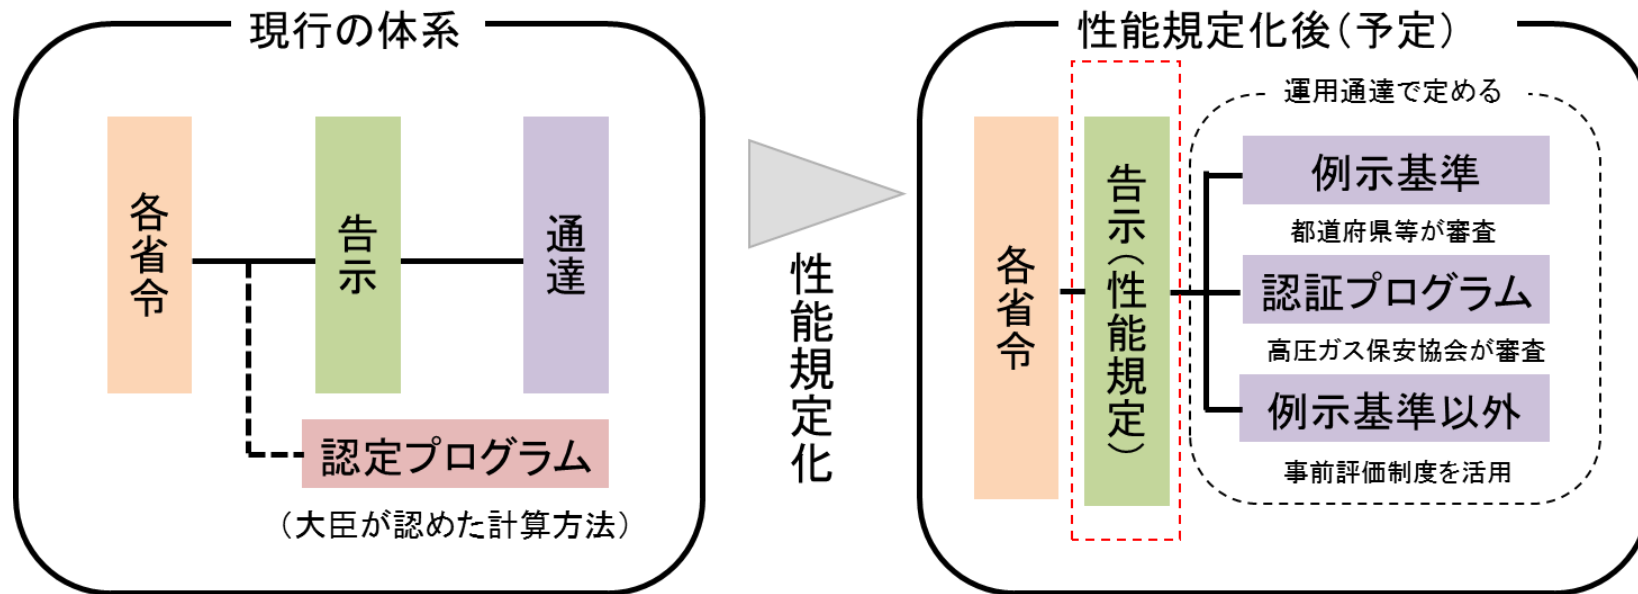 現行の体系
各省令
告示
通達
認定プログラム
（大臣が認めた計算方法）
性能規定化
性能規定化後（予定）
各省令
告示（性能規定）
運用通達で定める
例示基準
都道府県等が審査
認証プログラム
高圧ガス保安協会が審査
例示基準以外
事前評価制度を活用